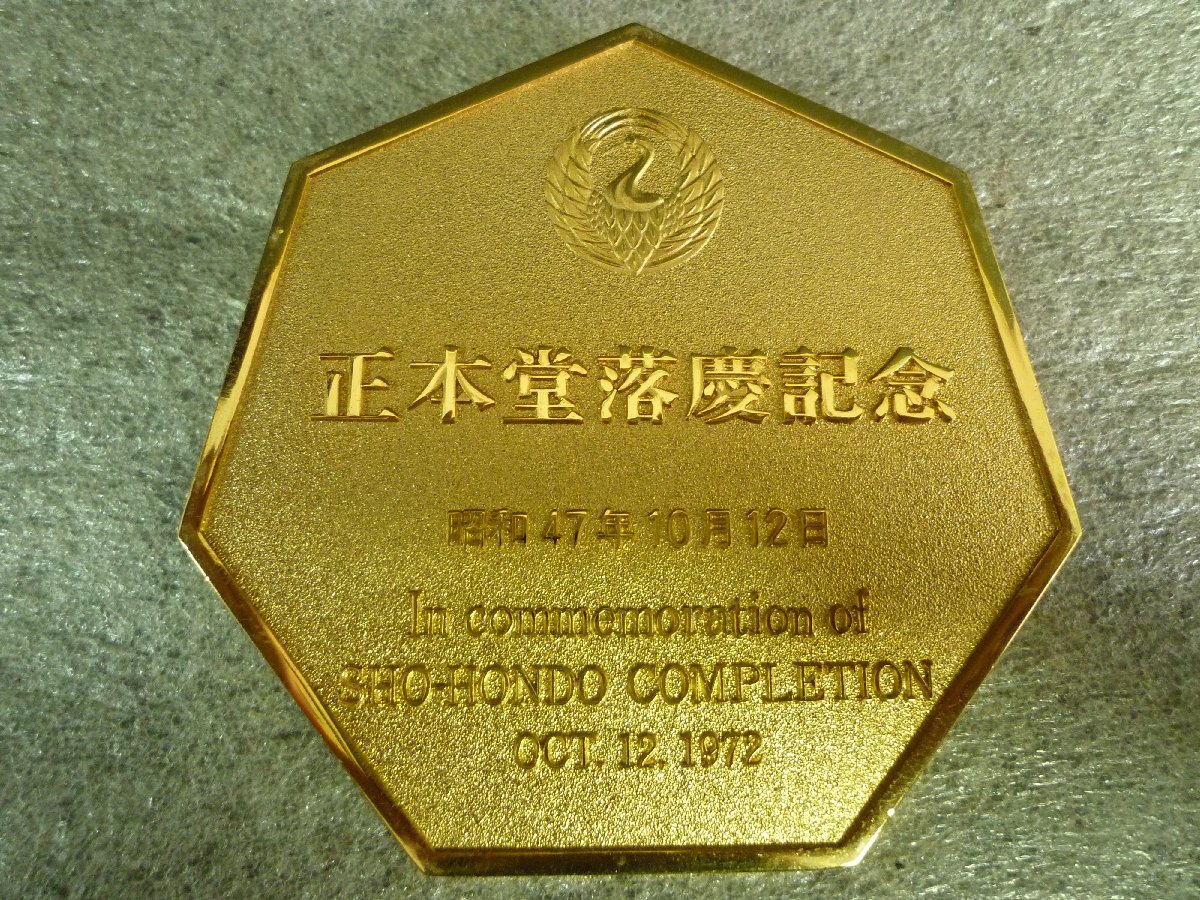 正本堂落慶記念
昭和47年10月12日
In commemoration of
SHO-HONDO COMPLETION
OCT. 12. 1972